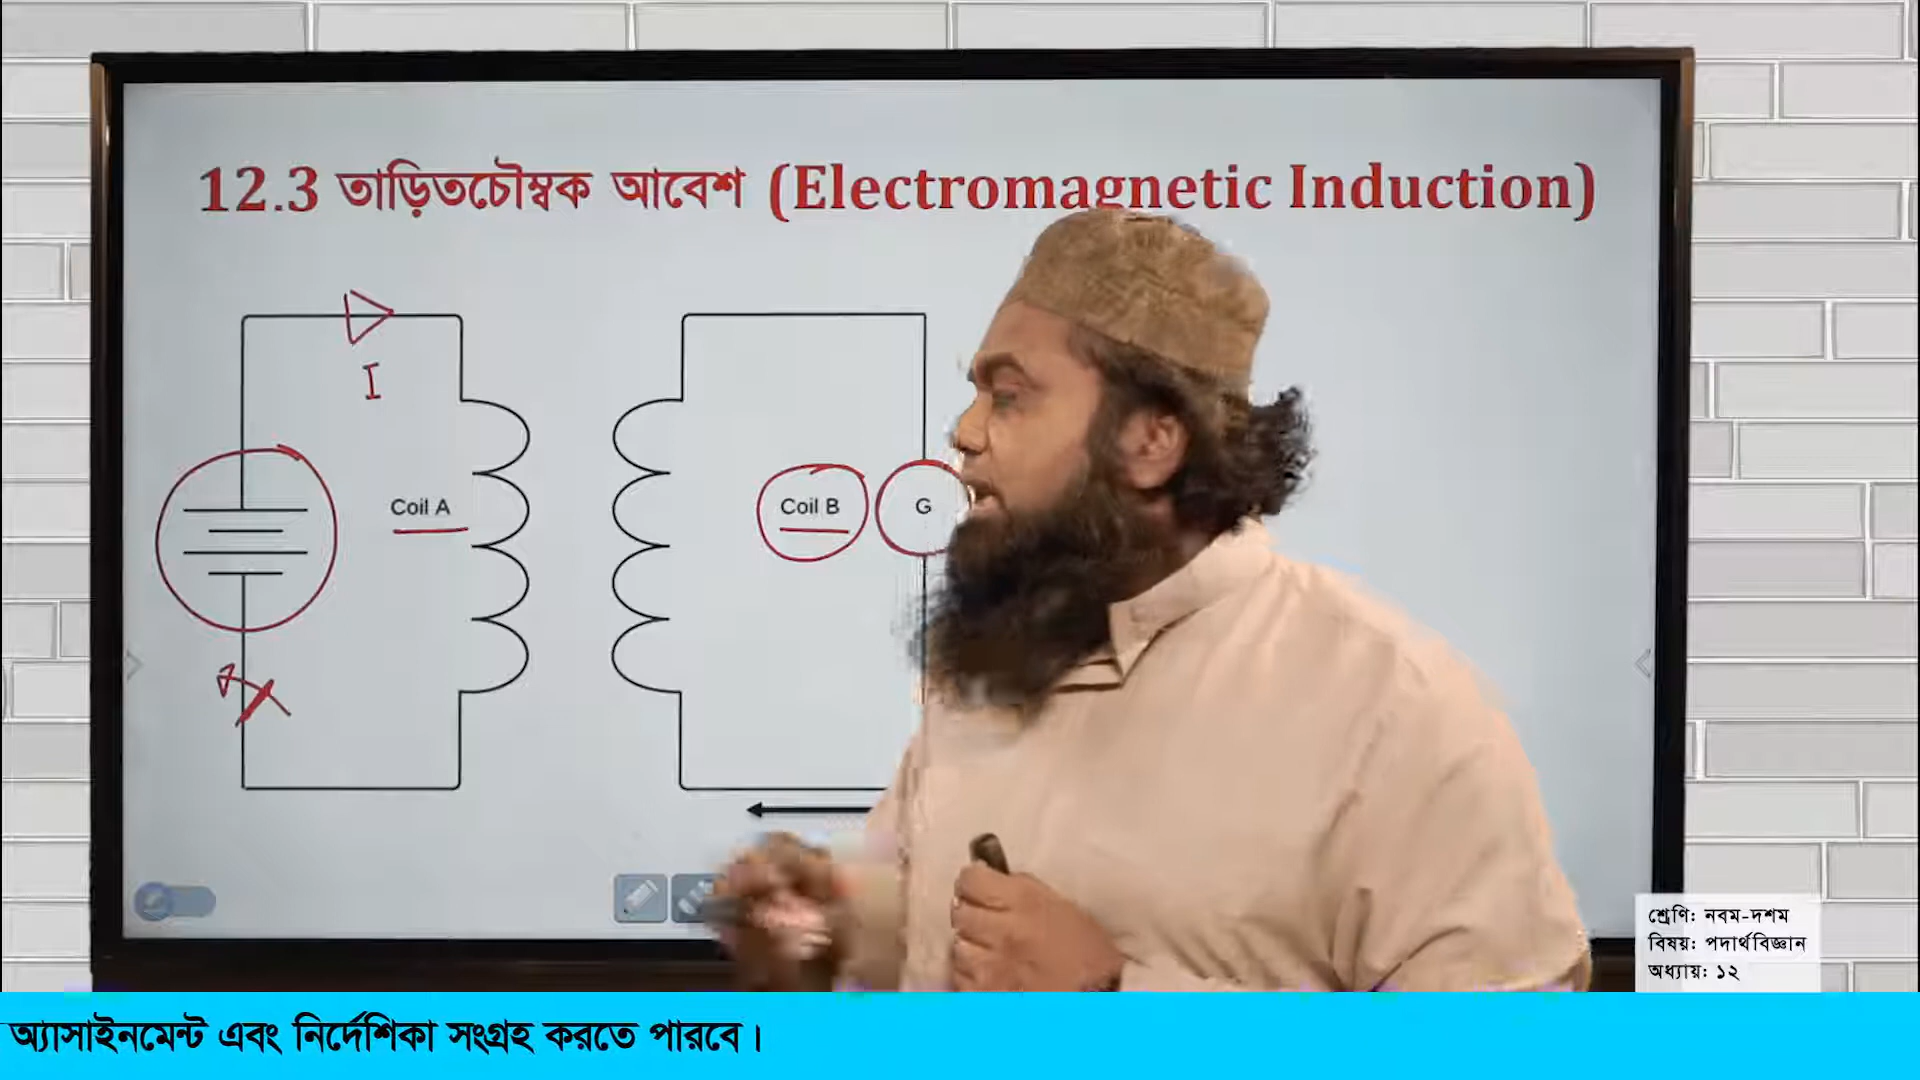 12.3 তাড়িতচৌম্বক আবেশ (Electromagnetic Induction)
I
Coil A
Coil B
G
শ্রেণি: নবম-দশম
বিষয়: পদার্থবিজ্ঞান
অধ্যায়: ১২
অ্যাসাইনমেন্ট এবং নির্দেশিকা সংগ্রহ করতে পারবে।